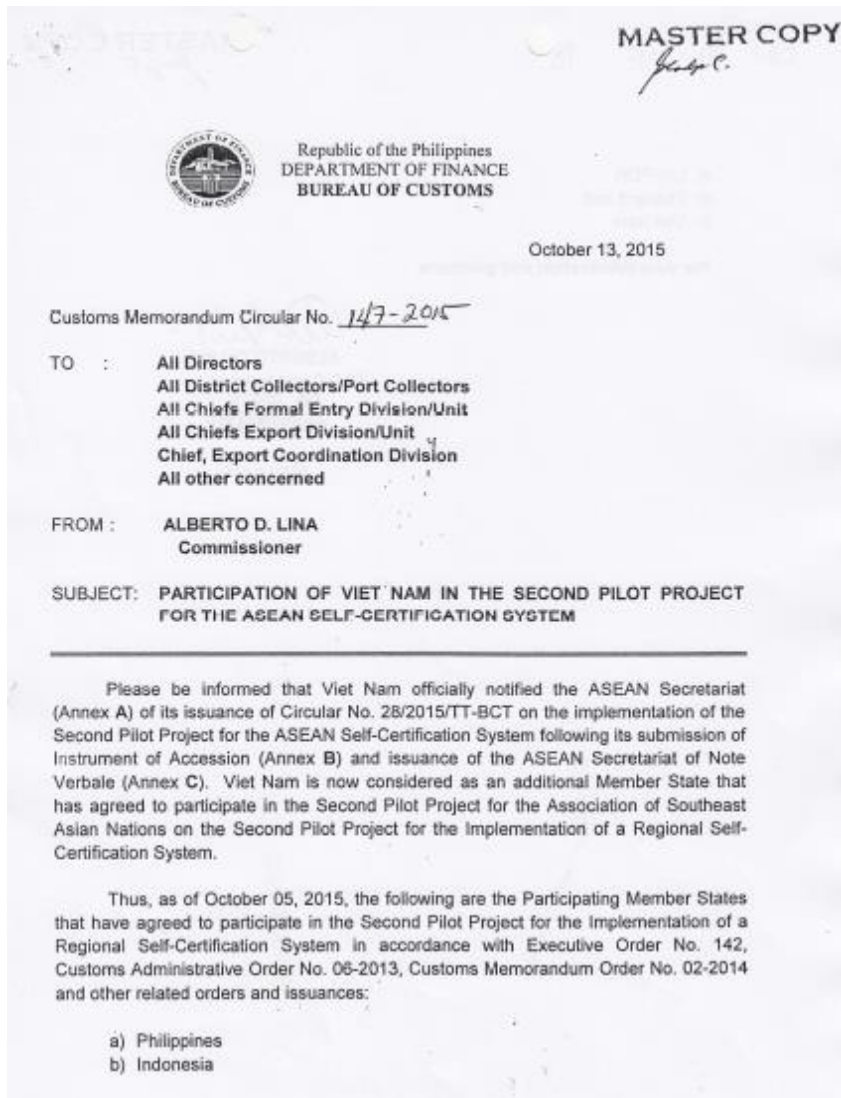 MASTER COPY
Republic of the Philippines
DEPARTMENT OF FINANCE
BUREAU OF CUSTOMS
October 13, 2015
Customs Memorandum Circular No. 147-2015
TO : All Directors
All District Collectors/Port Collectors
All Chiefs Formal Entry Division/Unit
All Chiefs Export Division/Unit
Chief, Export Coordination Division
All other concerned
FROM : ALBERTO D. LINA
Commissioner
SUBJECT: PARTICIPATION OF VIET NAM IN THE SECOND PILOT PROJECT
FOR THE ASEAN SELF-CERTIFICATION SYSTEM
Please be informed that Viet Nam officially notified the ASEAN Secretariat
(Annex A) of its issuance of Circular No. 28/2015/TT-BCT on the implementation of the
Second Pilot Project for the ASEAN Self-Certification System following its submission of
Instrument of Accession (Annex B) and issuance of the ASEAN Secretariat of Note
Verbale (Annex C). Viet Nam is now considered as an additional Member State that
has agreed to participate in the Second Pilot Project for the Association of Southeast
Asian Nations on the Second Pilot Project for the Implementation of a Regional Self-
Certification System.
Thus, as of October 05, 2015, the following are the Participating Member States
that have agreed to participate in the Second Pilot Project for the Implementation of a
Regional Self-Certification System in accordance with Executive Order No. 142,
Customs Administrative Order No. 06-2013, Customs Memorandum Order No. 02-2014
and other related orders and issuances:
a) Philippines
b) Indonesia